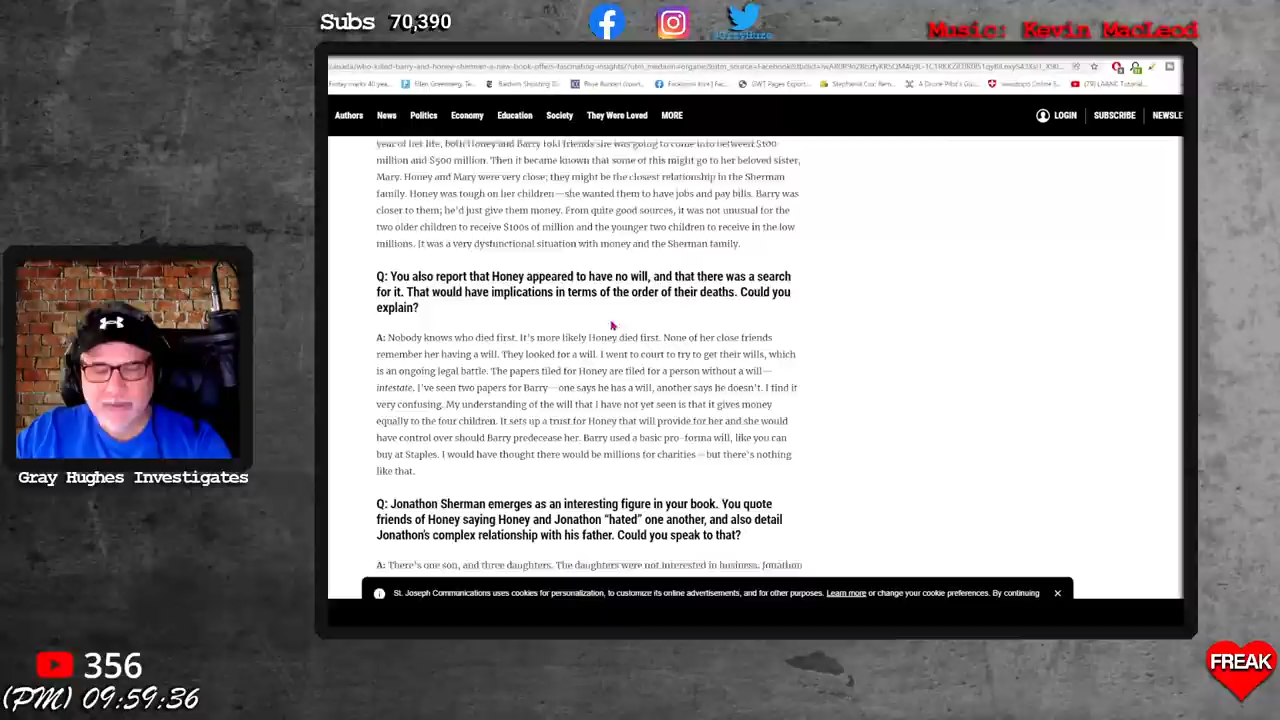 Subs 70,390
Music: Kevin MacLeod
Authors News Politics Economy Education Society They Were Loved MORE LOGIN SUBSCRIBE NEWSLE
year of her life, both Honey and Barry told friends she was going to come into between $100
million and $500 million. Then it became known that some of this might go to her beloved sister,
Mary. Honey and Mary were very close; they might be the closest relationship in the Sherman
family. Honey was tough on her children—she wanted them to have jobs and pay bills. Barry was
closer to them; he'd just give them money. From quite good sources, it was not unusual for the
two older children to receive $100s of million and the younger two children to receive in the low
millions. It was a very dysfunctional situation with money and the Sherman family.
Q: You also report that Honey appeared to have no will, and that there was a search
for it. That would have implications in terms of the order of their deaths. Could you
explain?
A: Nobody knows who died first. It's more likely Honey died first. None of her close friends
remember her having a will. They looked for a will. I went to court to try to get their wills, which
is an ongoing legal battle. The papers filed for Honey are filed for a person without a will—
intestate. I've seen two papers for Barry—one says he has a will, another says he doesn't. I find it
very confusing. My understanding of the will that I have not yet seen is that it gives money
equally to the four children. It sets up a trust for Honey that will provide for her and she would
have control over should Barry predecease her. Barry used a basic pro-forma will, like you can
buy at Staples. I would have thought there would be millions for charities—but there's nothing
like that.
Q: Jonathon Sherman emerges as an interesting figure in your book. You quote
friends of Honey saying Honey and Jonathon "hated" one another, and also detail
Jonathon's complex relationship with his father. Could you speak to that?
A: There's one son, and three daughters. The daughters were not interested in business. Jonathon
St. Joseph Communications uses cookies for personalization, to customize its online advertisements, and for other purposes. Learn more or change your cookie preferences. By continuing
Gray Hughes Investigates
356
(PM) 09:59:36
FREAK